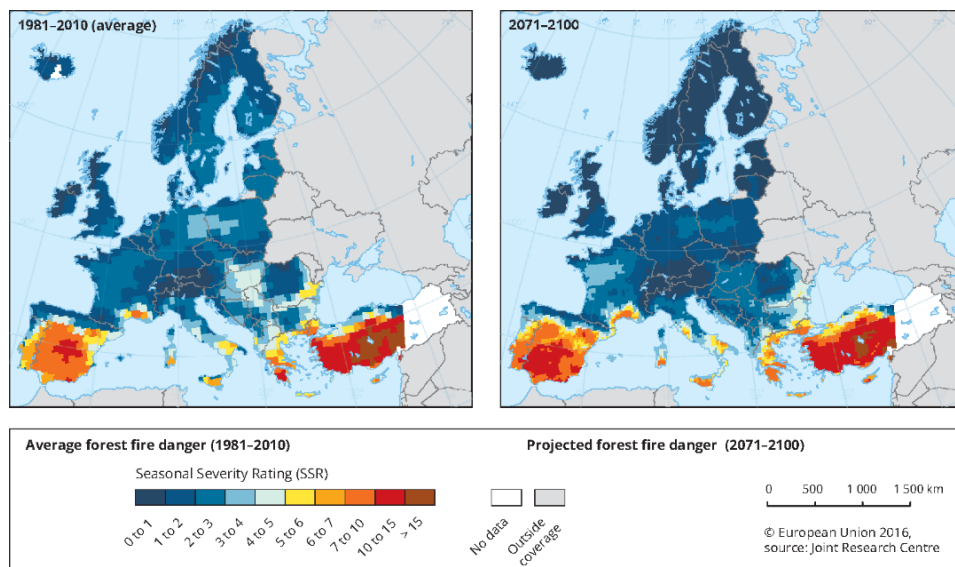 1981–2010 (average)
2071–2100
Average forest fire danger (1981–2010)
Projected forest fire danger (2071–2100)
Seasonal Severity Rating (SSR)
0 to 1
1 to 2
2 to 3
3 to 4
4 to 5
5 to 6
6 to 7
7 to 10
10 to 15
> 15
No data
Outside
coverage
0 500 1 000 1 500 km
© European Union 2016,
source: Joint Research Centre